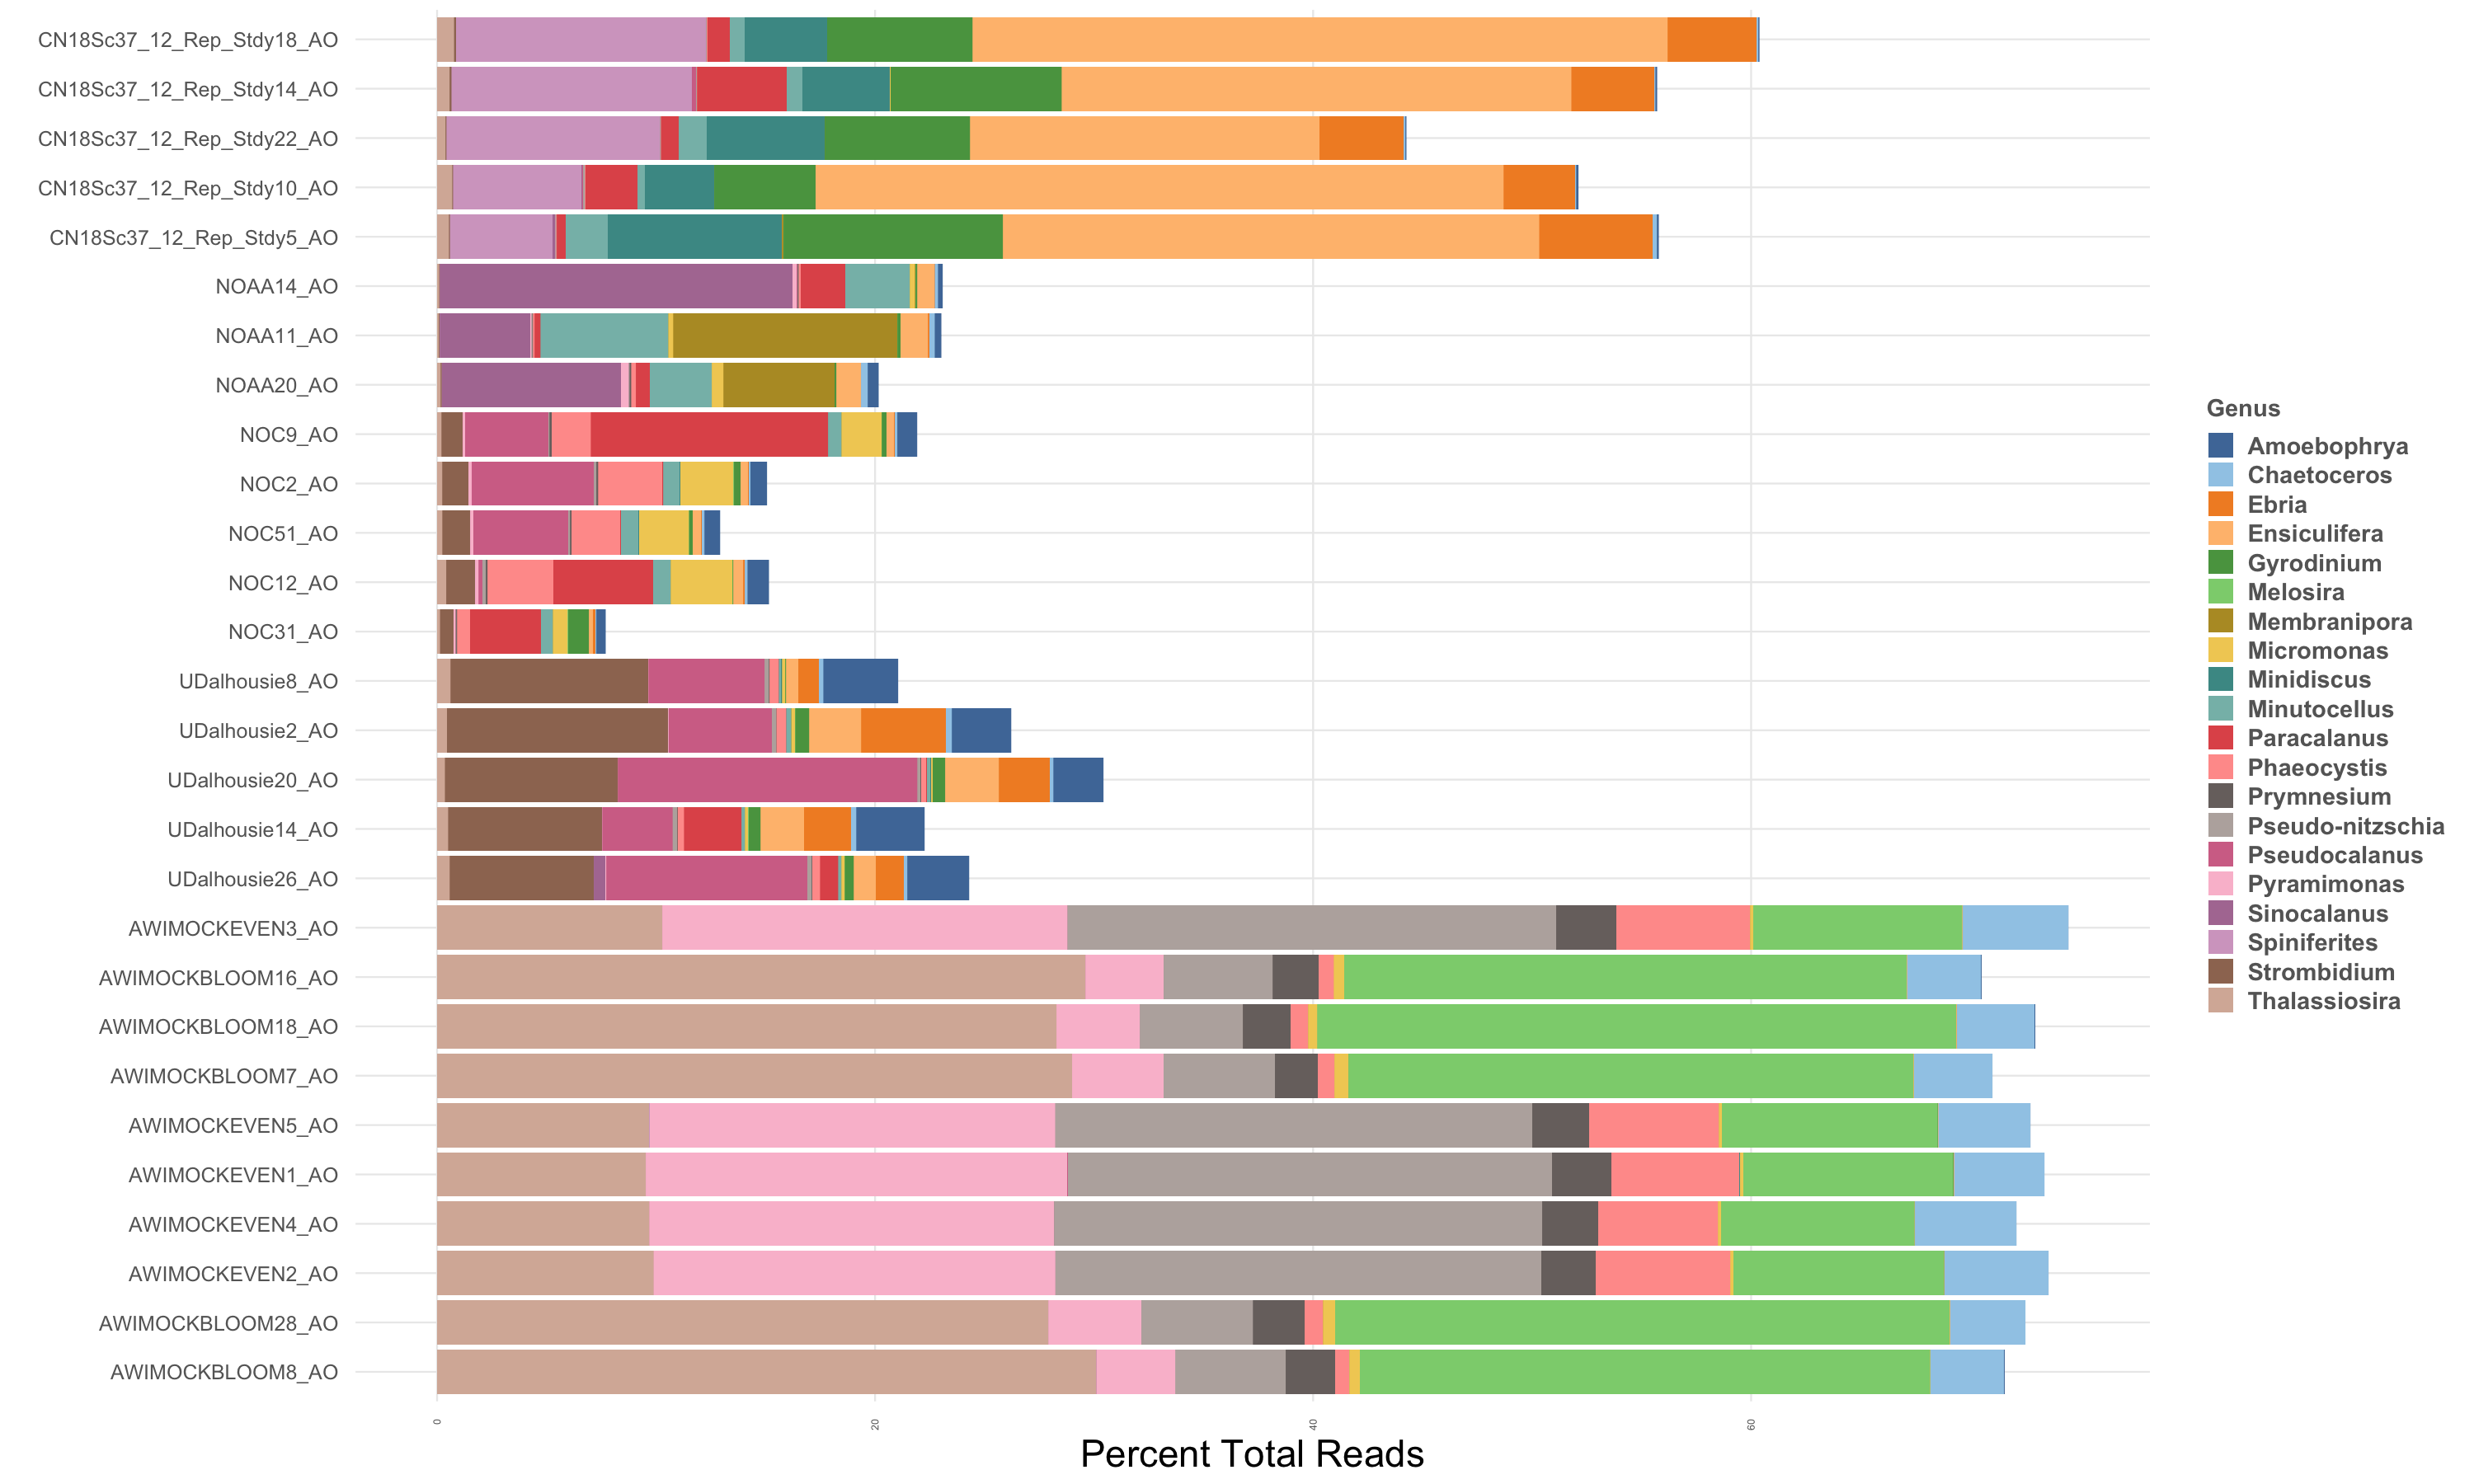 CN18Sc37_12_Rep_Stdy18_AO
CN18Sc37_12_Rep_Stdy14_AO
CN18Sc37_12_Rep_Stdy22_AO
CN18Sc37_12_Rep_Stdy10_AO
CN18Sc37_12_Rep_Stdy5_AO
NOAA14_AO
NOAA11_AO
NOAA20_AO
NOC9_AO
NOC2_AO
NOC51_AO
NOC12_AO
NOC31_AO
UDalhousie8_AO
UDalhousie2_AO
UDalhousie20_AO
UDalhousie14_AO
UDalhousie26_AO
AWIMOCKEVEN3_AO
AWIMOCKBLOOM16_AO
AWIMOCKBLOOM18_AO
AWIMOCKBLOOM7_AO
AWIMOCKEVEN5_AO
AWIMOCKEVEN1_AO
AWIMOCKEVEN4_AO
AWIMOCKEVEN2_AO
AWIMOCKBLOOM28_AO
AWIMOCKBLOOM8_AO
0
20
40
60
Percent Total Reads
Genus
Amoebophrya
Chaetoceros
Ebria
Ensiculifera
Gyrodinium
Melosira
Membranipora
Micromonas
Minidiscus
Minutocellus
Paracalanus
Phaeocystis
Prymnesium
Pseudo-nitzschia
Pseudocalanus
Pyramimonas
Sinocalanus
Spiniferites
Strombidium
Thalassiosira